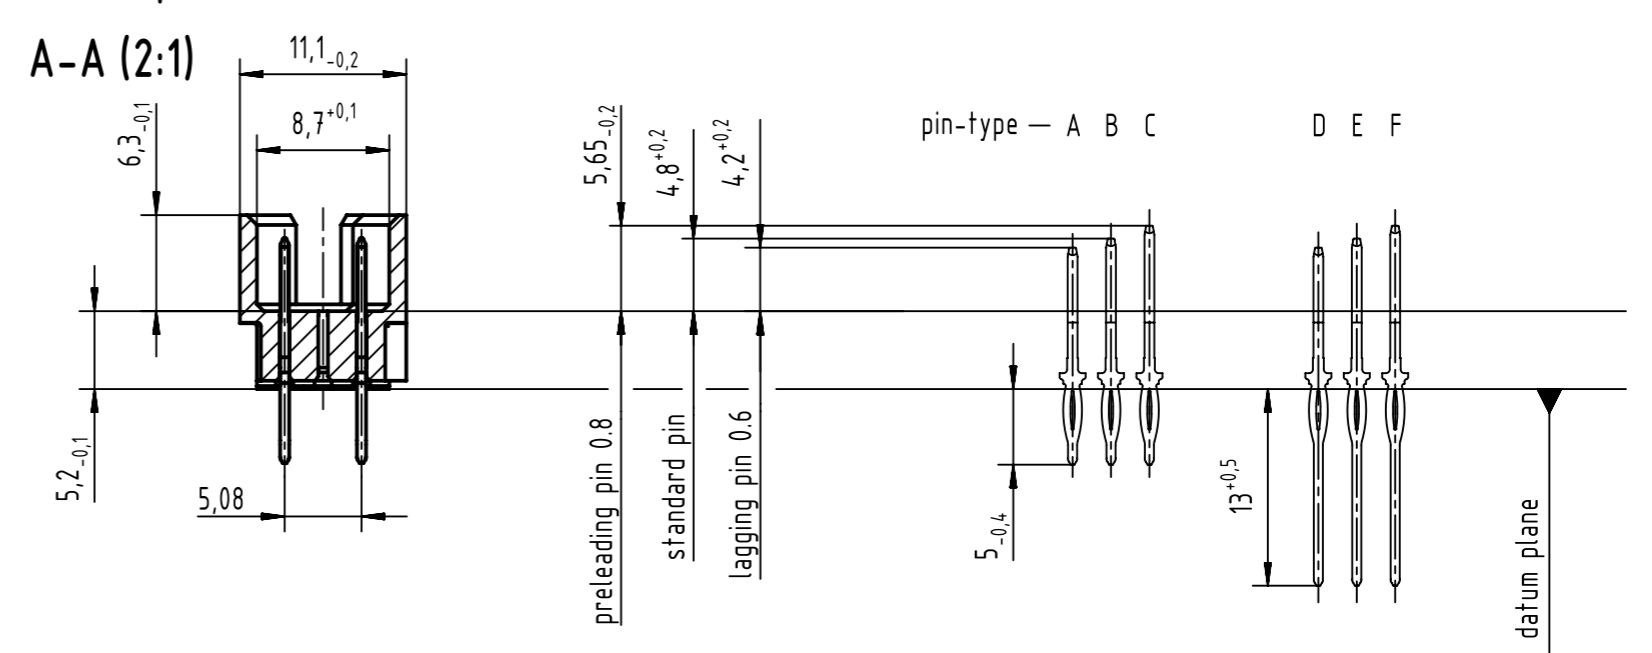 A-A (2:1)
11,1 -0,2
8,7 +0,1
6,3 -0,1
5,2 -0,1
5,08
5,65 -0,2
4,8 +0,2
4,2 +0,2
preleading pin 0.8
standard pin
lagging pin 0.6
pin-type — A B C D E F
5 -0,4
13 +0,5
datum plane